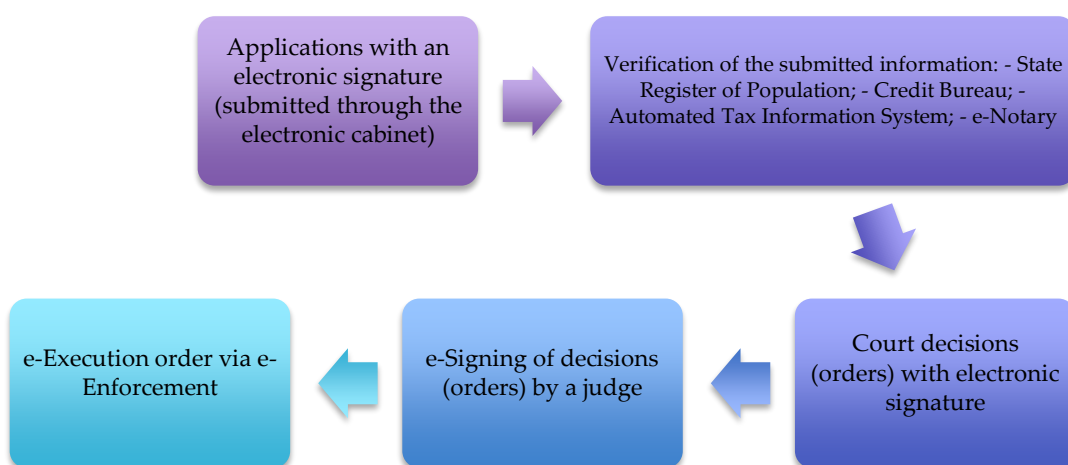 Applications with an
electronic signature
(submitted through the
electronic cabinet)
Verification of the submitted information: - State
Register of Population; - Credit Bureau; -
Automated Tax Information System; - e-Notary
Court decisions
(orders) with electronic
signature
e-Signing of decisions
(orders) by a judge
e-Execution order via e-
Enforcement